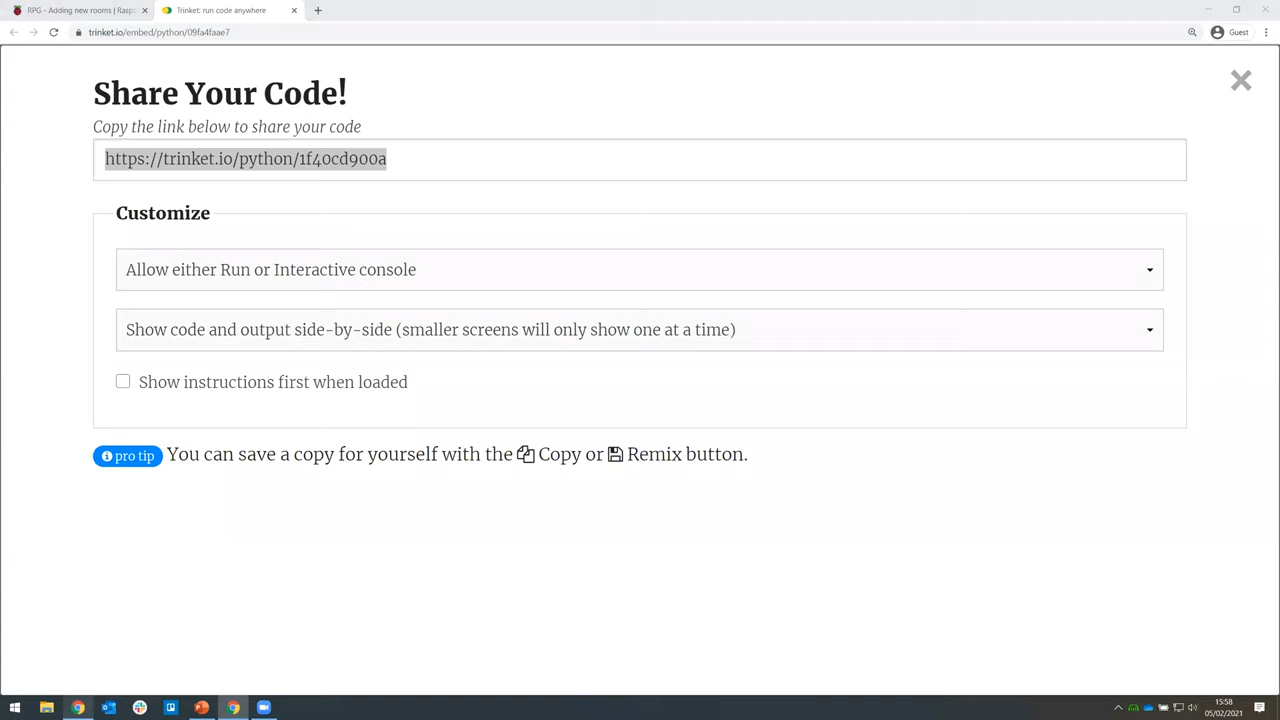 RPG - Adding new rooms | Rasp
Trinket: run code anywhere
trinket.io/embed/python/09fa4faae7
Guest
Share Your Code!
Copy the link below to share your code
https://trinket.io/python/1f40cd900a
Customize
Allow either Run or Interactive console
Show code and output side-by-side (smaller screens will only show one at a time)
Show instructions first when loaded
pro tip You can save a copy for yourself with the Copy or Remix button.
15:58
05/02/2021